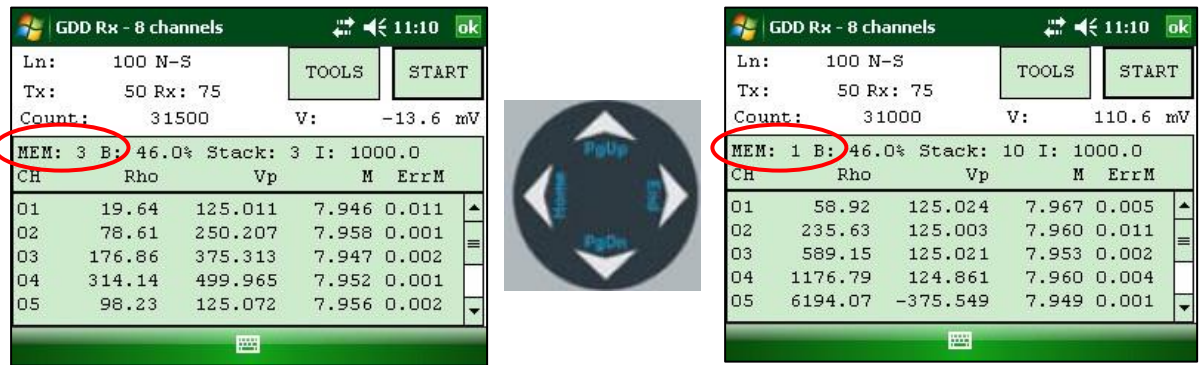 GDD Rx - 8 channels 11:10 ok
Ln: 100 N-S
TOOLS START
Tx: 50 Rx: 75
Count: 31500 V: -13.6 mV
MEM: 3 B: 46.0% Stack: 3 I: 1000.0
CH Rho Vp M ErrM
01 19.64 125.011 7.946 0.011
02 78.61 250.207 7.958 0.001
03 176.86 375.313 7.947 0.002
04 314.14 499.965 7.952 0.001
05 98.23 125.072 7.956 0.002
PgUp
Home
End
PgDn
GDD Rx - 8 channels 11:10 ok
Ln: 100 N-S
TOOLS START
Tx: 50 Rx: 75
Count: 31000 V: 110.6 mV
MEM: 1 B: 46.0% Stack: 10 I: 1000.0
CH Rho Vp M ErrM
01 58.92 125.024 7.967 0.005
02 235.63 125.003 7.960 0.011
03 589.15 125.021 7.953 0.002
04 1176.79 124.861 7.960 0.004
05 6194.07 -375.549 7.949 0.001